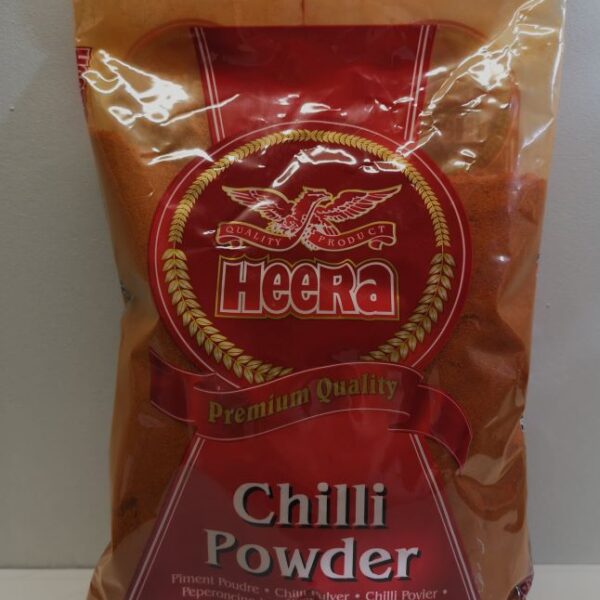 QUALITY PRODUCT
HEERa
Premium Quality
Chilli
Powder
Piment Poudre • Chilli Pulver • Chilli Povier •